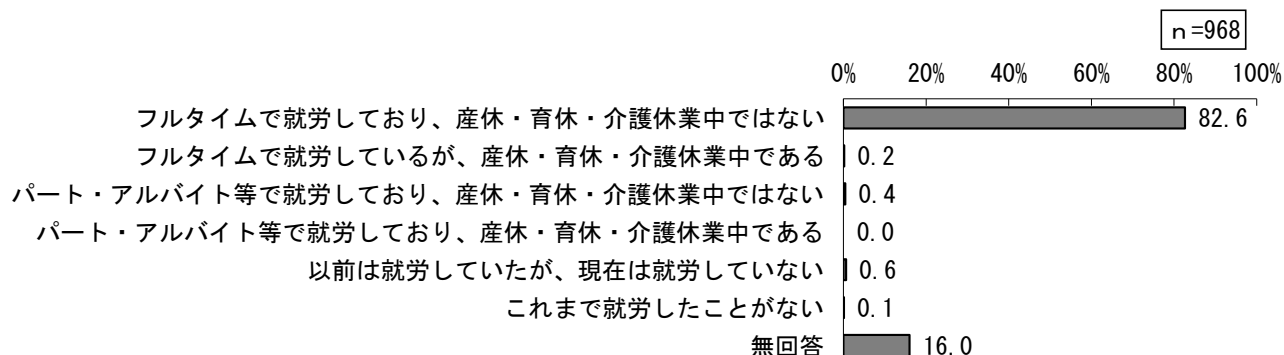 n=968
0% 20% 40% 60% 80% 100%
フルタイムで就労しており、産休・育休・介護休業中ではない 82.6
フルタイムで就労しているが、産休・育休・介護休業中である 0.2
パート・アルバイト等で就労しており、産休・育休・介護休業中ではない 0.4
パート・アルバイト等で就労しており、産休・育休・介護休業中である 0.0
以前は就労していたが、現在は就労していない 0.6
これまで就労したことがない 0.1
無回答 16.0